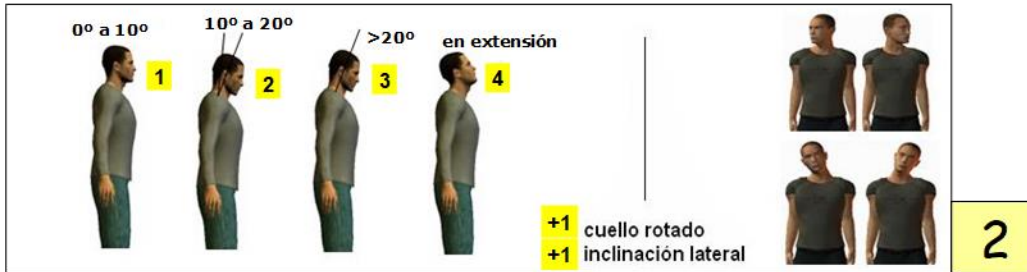 0º a 10º
10º a 20º
>20º
en extensión
1
2
3
4
+1 cuello rotado
+1 inclinación lateral
2